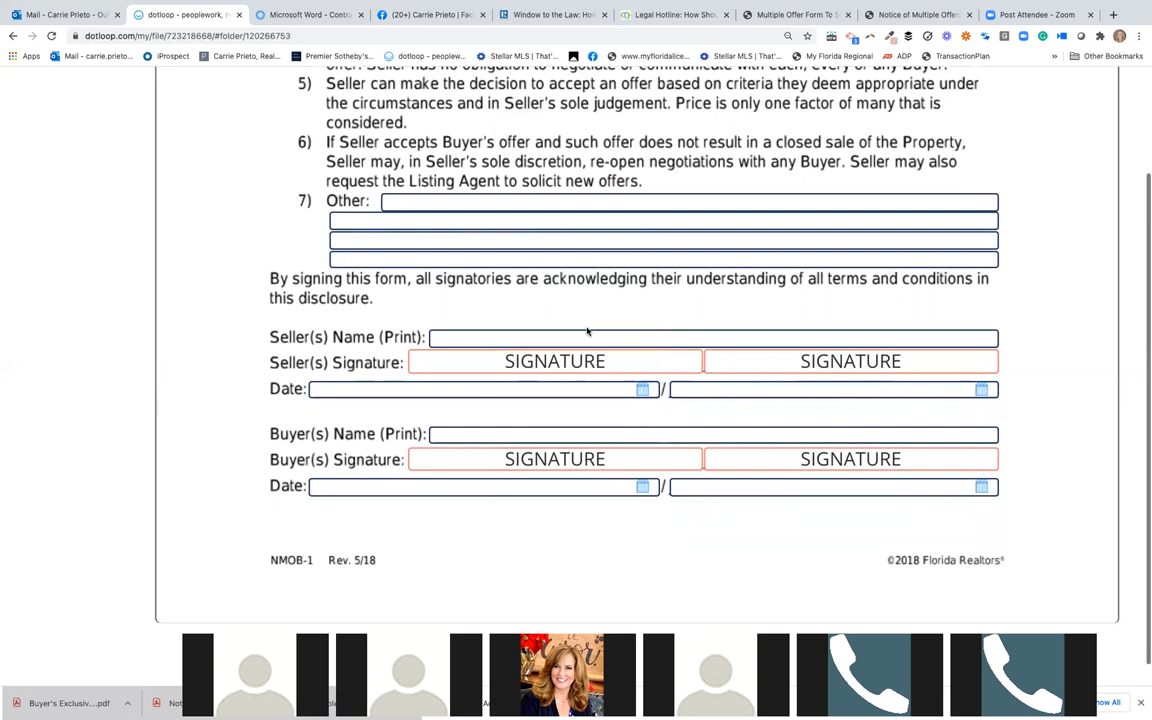 Mail - Carrie Prieto - Ou
dotloop - peoplework, n
Microsoft Word - Contra
(20+) Carrie Prieto | Fac
Window to the Law: How
Legal Hotline: How Shou
Multiple Offer Form To S
Notice of Multiple Offer
Post Attendee - Zoom
dotloop.com/my/file/723218668/#folder/120266753
Apps
Mail - carrie.prieto...
iProspect
Carrie Prieto, Real...
Premier Sotheby's...
dotloop - peoplew...
Stellar MLS | That'...
www.myfloridalice...
Stellar MLS | That'...
My Florida Regional
ADP
TransactionPlan
Other Bookmarks
5) Seller can make the decision to accept an offer based on criteria they deem appropriate under
the circumstances and in Seller's sole judgement. Price is only one factor of many that is
considered.
6) If Seller accepts Buyer's offer and such offer does not result in a closed sale of the Property,
Seller may, in Seller's sole discretion, re-open negotiations with any Buyer. Seller may also
request the Listing Agent to solicit new offers.
7) Other:
By signing this form, all signatories are acknowledging their understanding of all terms and conditions in
this disclosure.
Seller(s) Name (Print):
Seller(s) Signature: SIGNATURE SIGNATURE
Date: /
Buyer(s) Name (Print):
Buyer(s) Signature: SIGNATURE SIGNATURE
Date: /
NMOB-1 Rev. 5/18 ©2018 Florida Realtors®
Buyer's Exclusiv....pdf
Not
Show All